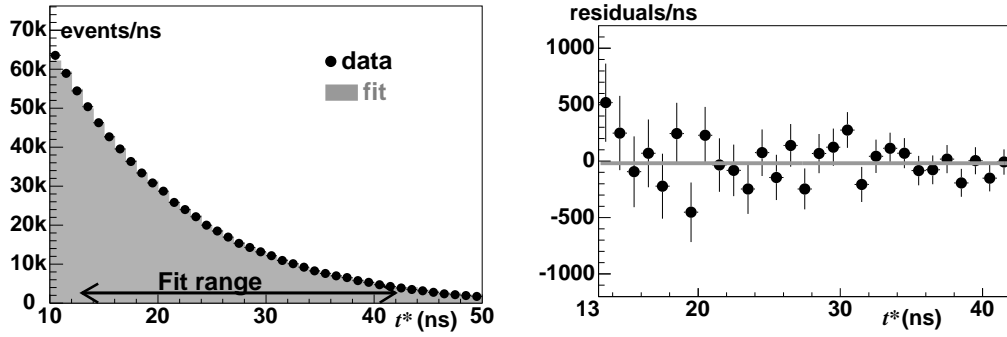 events/ns
70k
60k
50k
40k
30k
20k
10k
0
data
fit
Fit range
10 20 30 40 50
t* (ns)
residuals/ns
1000
500
0
-500
-1000
13 20 30 40
t* (ns)